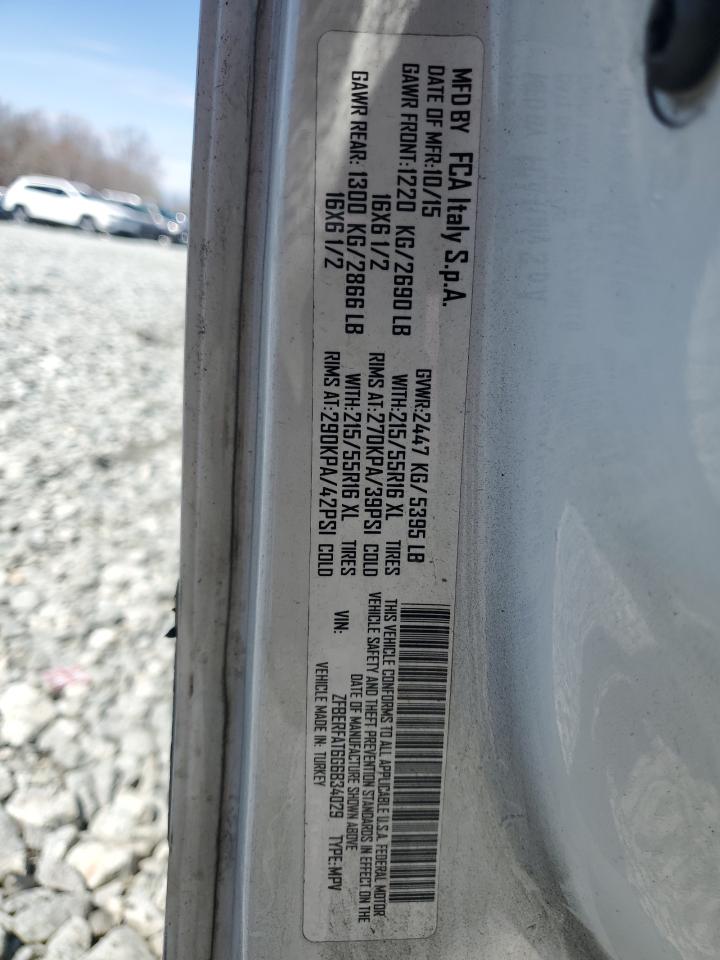 MFD BY FCA Italy S.p.A.
DATE OF MFR:10/15 GVWR:2447 KG/5395 LB
GAWR FRONT:1220 KG/2690 LB WITH:215/55R16 XL TIRES
16X6 1/2 RIMS AT:270KPA/39PSI COLD
GAWR REAR: 1300 KG/2866 LB WITH:215/55R16 XL TIRES
16X6 1/2 RIMS AT:290KPA/42PSI COLD
THIS VEHICLE CONFORMS TO ALL APPLICABLE U.S.A. FEDERAL MOTOR
VEHICLE SAFETY AND THEFT PREVENTION STANDARDS IN EFFECT ON THE
DATE OF MANUFACTURE SHOWN ABOVE
VIN: ZFBERFAT6G6B34029 TYPE:MPV
VEHICLE MADE IN: TURKEY